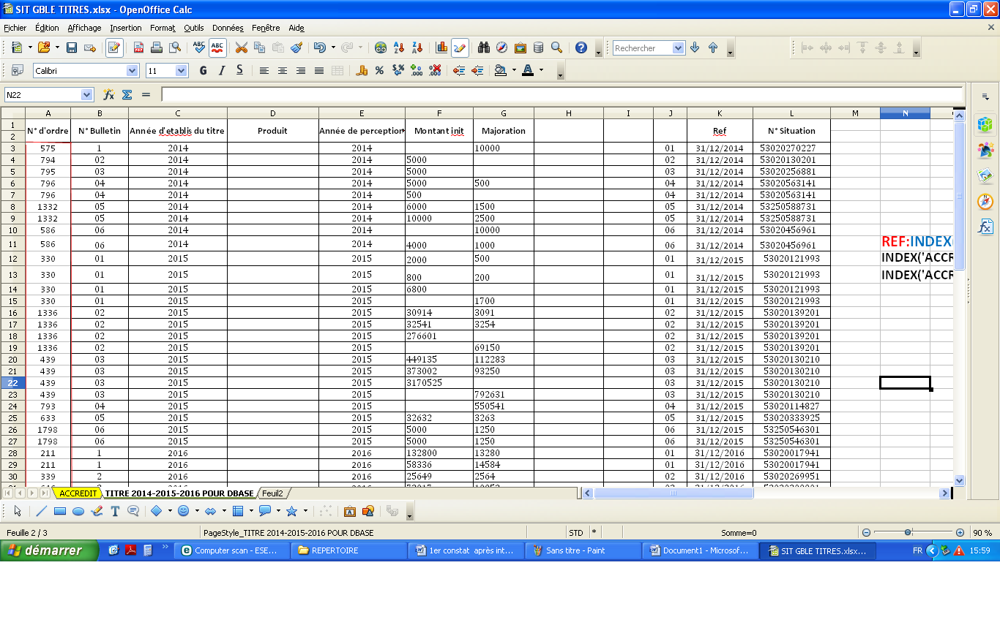 SIT GBLE TITRES.xlsx - OpenOffice Calc
Fichier Édition Affichage Insertion Format Outils Données Fenêtre Aide
Rechercher
Calibri 11 G I S
N22
A B C D E F G H I J K L M N
1 N° d'ordre N° Bulletin Année d'etablis du titre Produit Année de perception Montant init Majoration Ref N° Situation
2
3 575 1 2014 2014 10000 01 31/12/2014 53020270227
4 794 02 2014 2014 5000 02 31/12/2014 53020130201
5 795 03 2014 2014 5000 03 31/12/2014 53020256881
6 796 04 2014 2014 5000 500 04 31/12/2014 53020563141
7 796 04 2014 2014 500 04 31/12/2014 53020563141
8 1332 05 2014 2014 6000 1500 05 31/12/2014 53250588731
9 1332 05 2014 2014 10000 2500 05 31/12/2014 53250588731
10 586 06 2014 2014 10000 06 31/12/2014 53020456961
11 586 06 2014 2014 4000 1000 06 31/12/2014 53020456961 REF:INDEX
12 330 01 2015 2015 2000 500 01 31/12/2015 53020121993 INDEX('ACCR
13 330 01 2015 2015 800 200 01 31/12/2015 53020121993 INDEX('ACCR
14 330 01 2015 2015 6800 01 31/12/2015 53020121993
15 330 01 2015 2015 1700 01 31/12/2015 53020121993
16 1336 02 2015 2015 30914 3091 02 31/12/2015 53020139201
17 1336 02 2015 2015 32541 3254 02 31/12/2015 53020139201
18 1336 02 2015 2015 276601 02 31/12/2015 53020139201
19 1336 02 2015 2015 69150 02 31/12/2015 53020139201
20 439 03 2015 2015 449135 112283 03 31/12/2015 53020130210
21 439 03 2015 2015 373002 93250 03 31/12/2015 53020130210
22 439 03 2015 2015 3170525 03 31/12/2015 53020130210
23 439 03 2015 2015 792631 03 31/12/2015 53020130210
24 793 04 2015 2015 550541 04 31/12/2015 53020114827
25 633 05 2015 2015 32632 3263 05 31/12/2015 53020333925
26 1798 06 2015 2015 5000 1250 06 31/12/2015 53250546301
27 1798 06 2015 2015 5000 1250 06 31/12/2015 53250546301
28 211 1 2016 2016 132800 13280 01 31/12/2016 53020017941
29 211 1 2016 2016 58336 14584 01 31/12/2016 53020017941
30 339 2 2016 2016 25649 2564 02 31/12/2016 53020269951
ACCREDIT TITRE 2014-2015-2016 POUR DBASE Feuil2
Feuille 2 / 3 PageStyle_TITRE 2014-2015-2016 POUR DBASE STD * Somme=0 90 %
démarrer Computer scan - ESE... REPERTOIRE 1er constat après int... Sans titre - Paint Document1 - Microsof... SIT GBLE TITRES.xlsx... FR 15:59